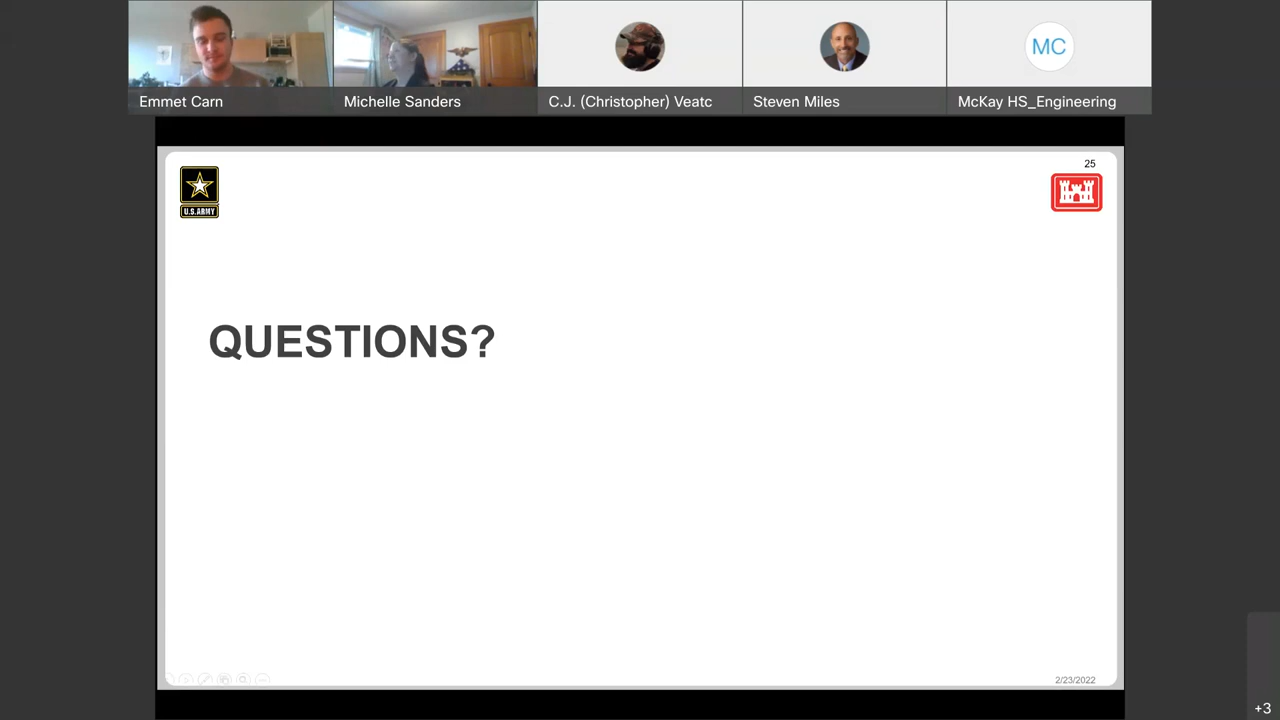 Emmet Carn
Michelle Sanders
C.J. (Christopher) Veatc
Steven Miles
MC
McKay HS_Engineering
25
U.S.ARMY
QUESTIONS?
2/23/2022
+3